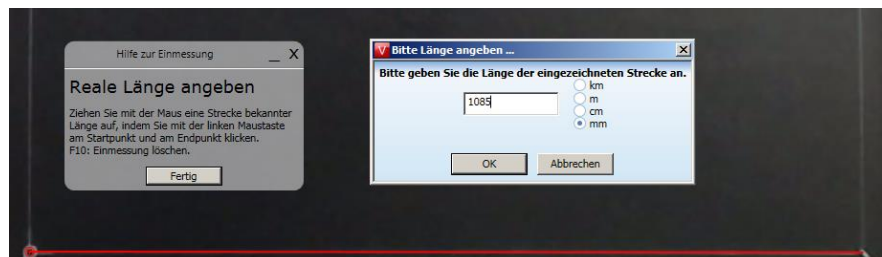 Hilfe zur Einmessung
_ X
Reale Länge angeben
Ziehen Sie mit der Maus eine Strecke bekannter
Länge auf, indem Sie mit der linken Maustaste
am Startpunkt und am Endpunkt klicken.
F10: Einmessung löschen.
Fertig
V Bitte Länge angeben ...
X
Bitte geben Sie die Länge der eingezeichneten Strecke an.
1085
km
m
cm
mm
OK
Abbrechen